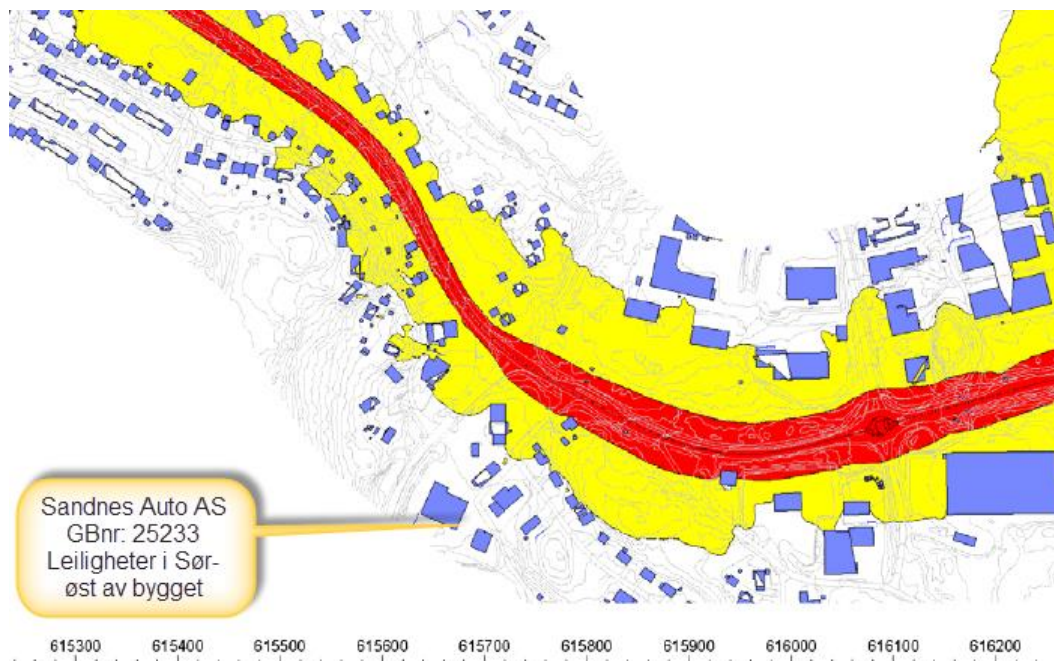 Sandnes Auto AS
GBnr: 25233
Leiligheter i Sør-
øst av bygget
615300 615400 615500 615600 615700 615800 615900 616000 616100 616200